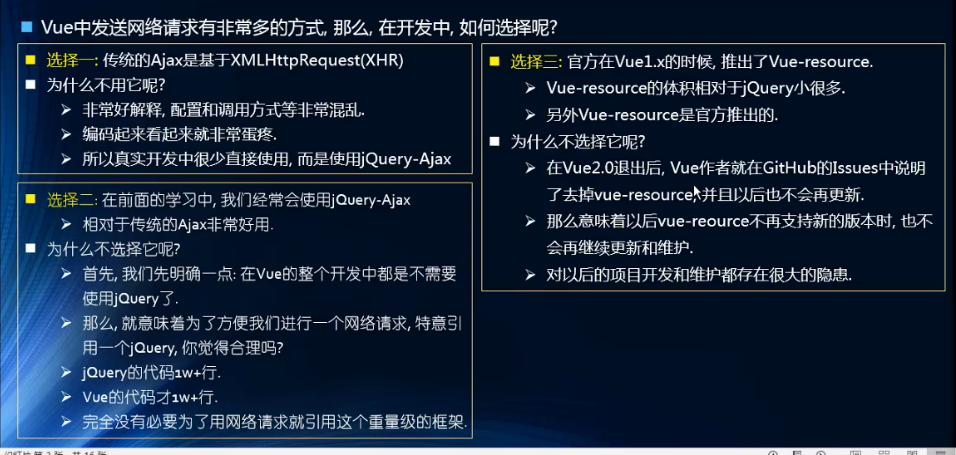 Vue中发送网络请求有非常多的方式, 那么, 在开发中, 如何选择呢?
选择一: 传统的Ajax是基于XMLHttpRequest(XHR)
为什么不用它呢?
非常好解释, 配置和调用方式等非常混乱.
编码起来看起来就非常蛋疼.
所以真实开发中很少直接使用, 而是使用jQuery-Ajax
选择二: 在前面的学习中, 我们经常会使用jQuery-Ajax
相对于传统的Ajax非常好用.
为什么不选择它呢?
首先, 我们先明确一点: 在Vue的整个开发中都是不需要
使用jQuery了.
那么, 就意味着为了方便我们进行一个网络请求, 特意引
用一个jQuery, 你觉得合理吗?
jQuery的代码1w+行.
Vue的代码才1w+行.
完全没有必要为了用网络请求就引用这个重量级的框架.
选择三: 官方在Vue1.x的时候, 推出了Vue-resource.
Vue-resource的体积相对于jQuery小很多.
另外Vue-resource是官方推出的.
为什么不选择它呢?
在Vue2.0退出后, Vue作者就在GitHub的Issues中说明
了去掉vue-resource, 并且以后也不会再更新.
那么意味着以后vue-reource不再支持新的版本时, 也不
会再继续更新和维护.
对以后的项目开发和维护都存在很大的隐患.